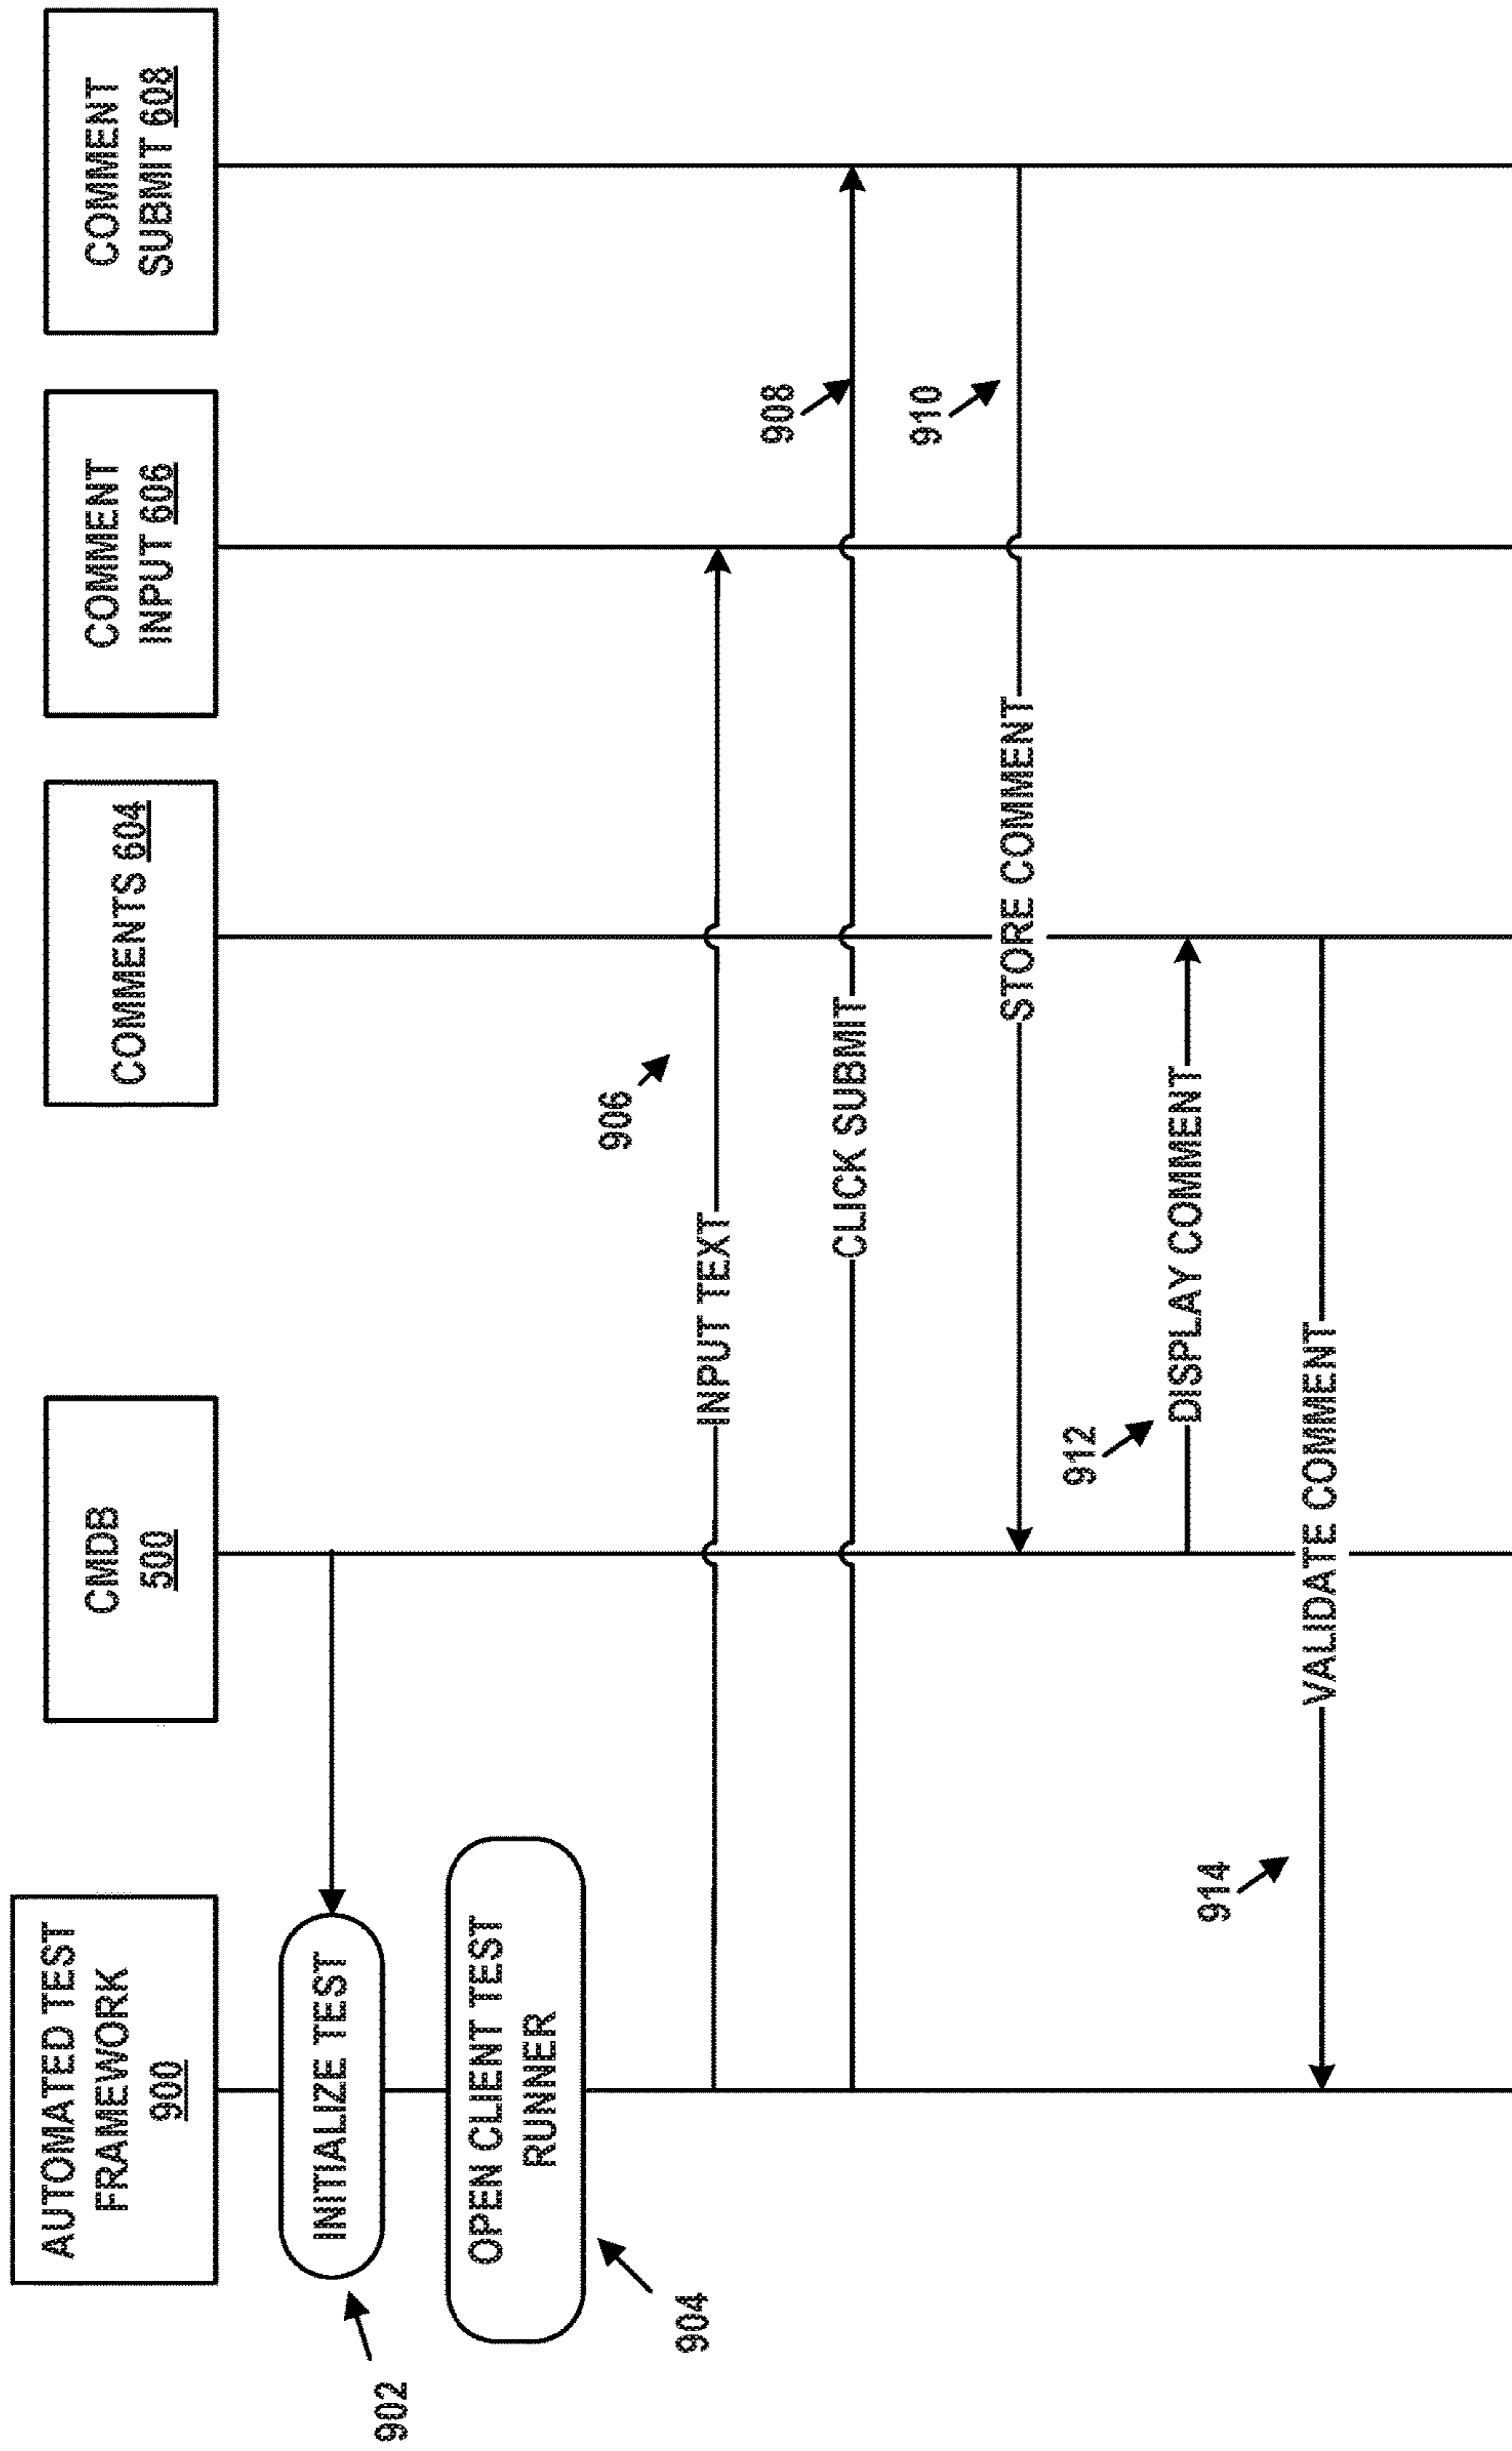 AUTOMATED TEST
FRAMEWORK
900
CMDB
500
COMMENTS 604
COMMENT
INPUT 606
COMMENT
SUBMIT 608
902
INITIALIZE TEST
904
OPEN CLIENT TEST
RUNNER
906
INPUT TEXT
908
CLICK SUBMIT
910
STORE COMMENT
912
DISPLAY COMMENT
914
VALIDATE COMMENT